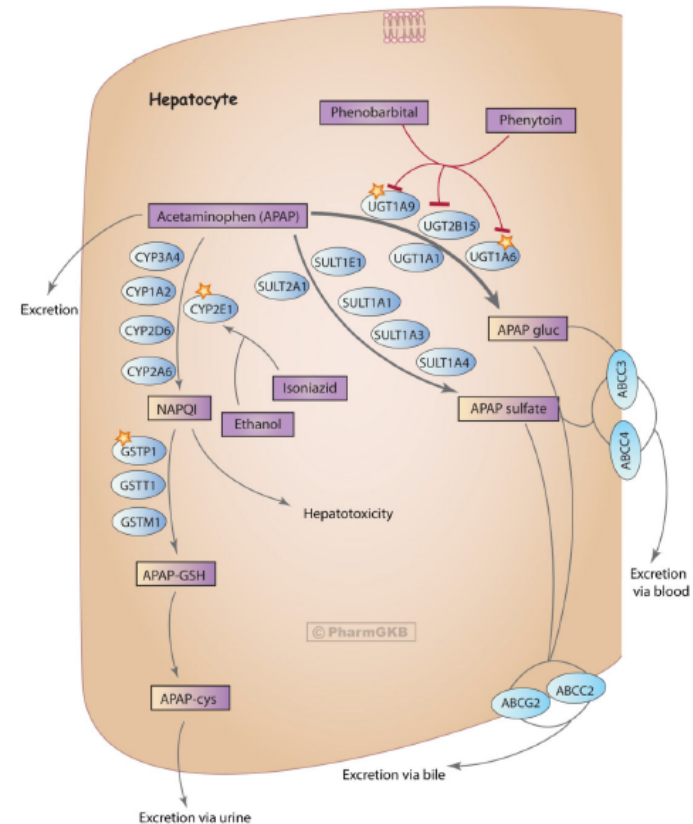 Hepatocyte
Phenobarbital
Phenytoin
UGT1A9
Acetaminophen (APAP)
UGT2B15
CYP3A4
SULT1E1
UGT1A1
UGT1A6
CYP1A2
CYP2E1
SULT2A1
SULT1A1
Excretion
CYP2D6
SULT1A3
APAP gluc
CYP2A6
SULT1A4
ABCC3
Isoniazid
NAPQI
Ethanol
APAP sulfate
ABCC4
GSTP1
GSTT1
Hepatotoxicity
GSTM1
APAP-GSH
Excretion
via blood
© PharmGKB
APAP-cys
ABCG2
ABCC2
Excretion via bile
Excretion via urine